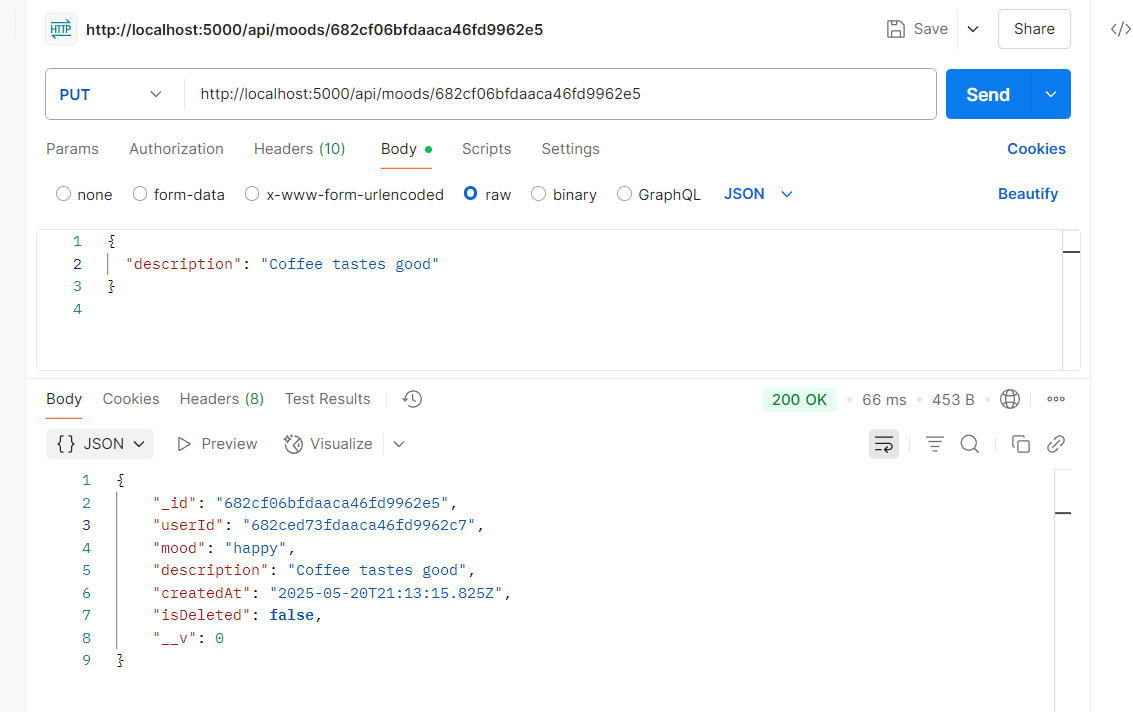 HTTP http://localhost:5000/api/moods/682cf06bfdaaca46fd9962e5 Save Share </>
PUT http://localhost:5000/api/moods/682cf06bfdaaca46fd9962e5 Send
Params Authorization Headers (10) Body Scripts Settings Cookies
none form-data x-www-form-urlencoded raw binary GraphQL JSON Beautify
1 {
2 "description": "Coffee tastes good"
3 }
4
Body Cookies Headers (8) Test Results 200 OK 66 ms 453 B
{} JSON Preview Visualize
1 {
2 "_id": "682cf06bfdaaca46fd9962e5",
3 "userId": "682ced73fdaaca46fd9962c7",
4 "mood": "happy",
5 "description": "Coffee tastes good",
6 "createdAt": "2025-05-20T21:13:15.825Z",
7 "isDeleted": false,
8 "__v": 0
9 }